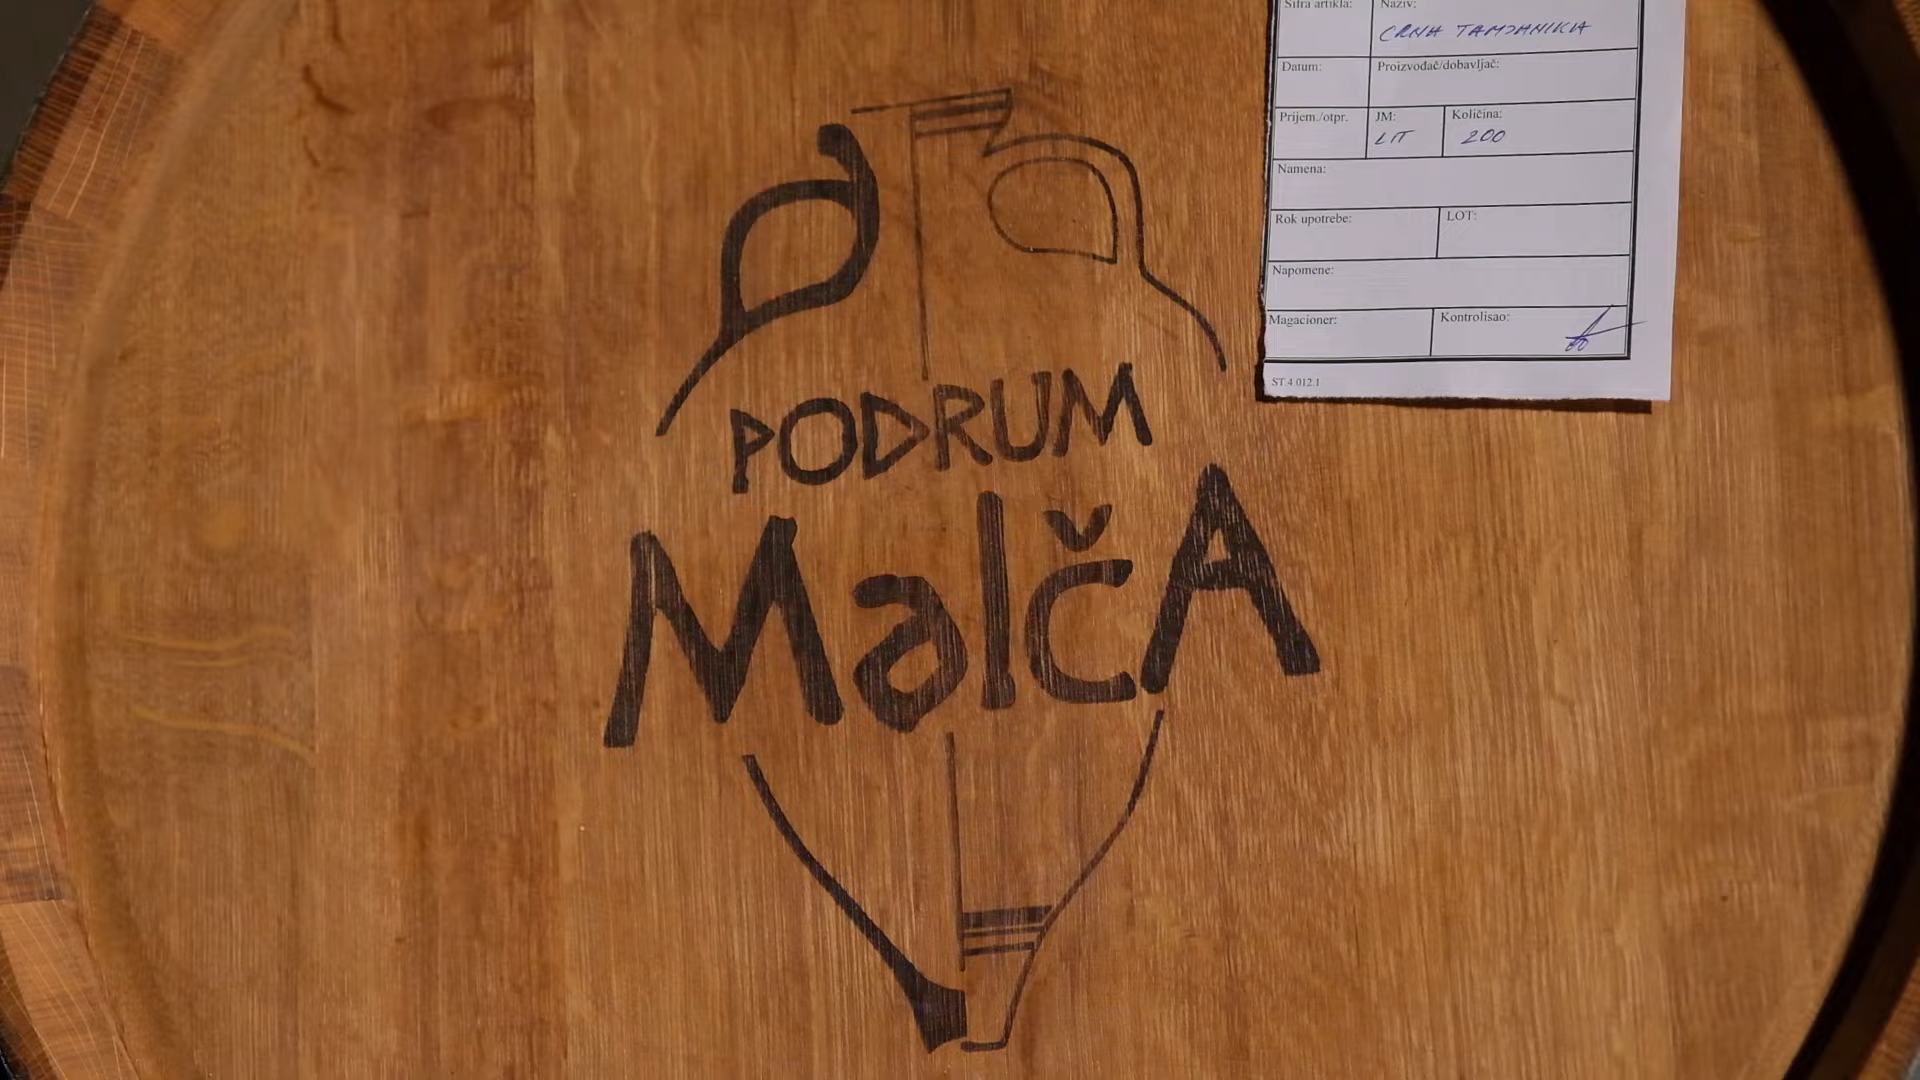 Šifra artikla: Naziv:
CRNA TAMJANIKA
Datum: Proizvođač/dobavljač:
Prijem./otpr. JM: Količina:
LIT 200
Namena:
Rok upotrebe: LOT:
Napomene:
Magacioner: Kontrolisao:
ST.4.012.1
PODRUM
MalčA